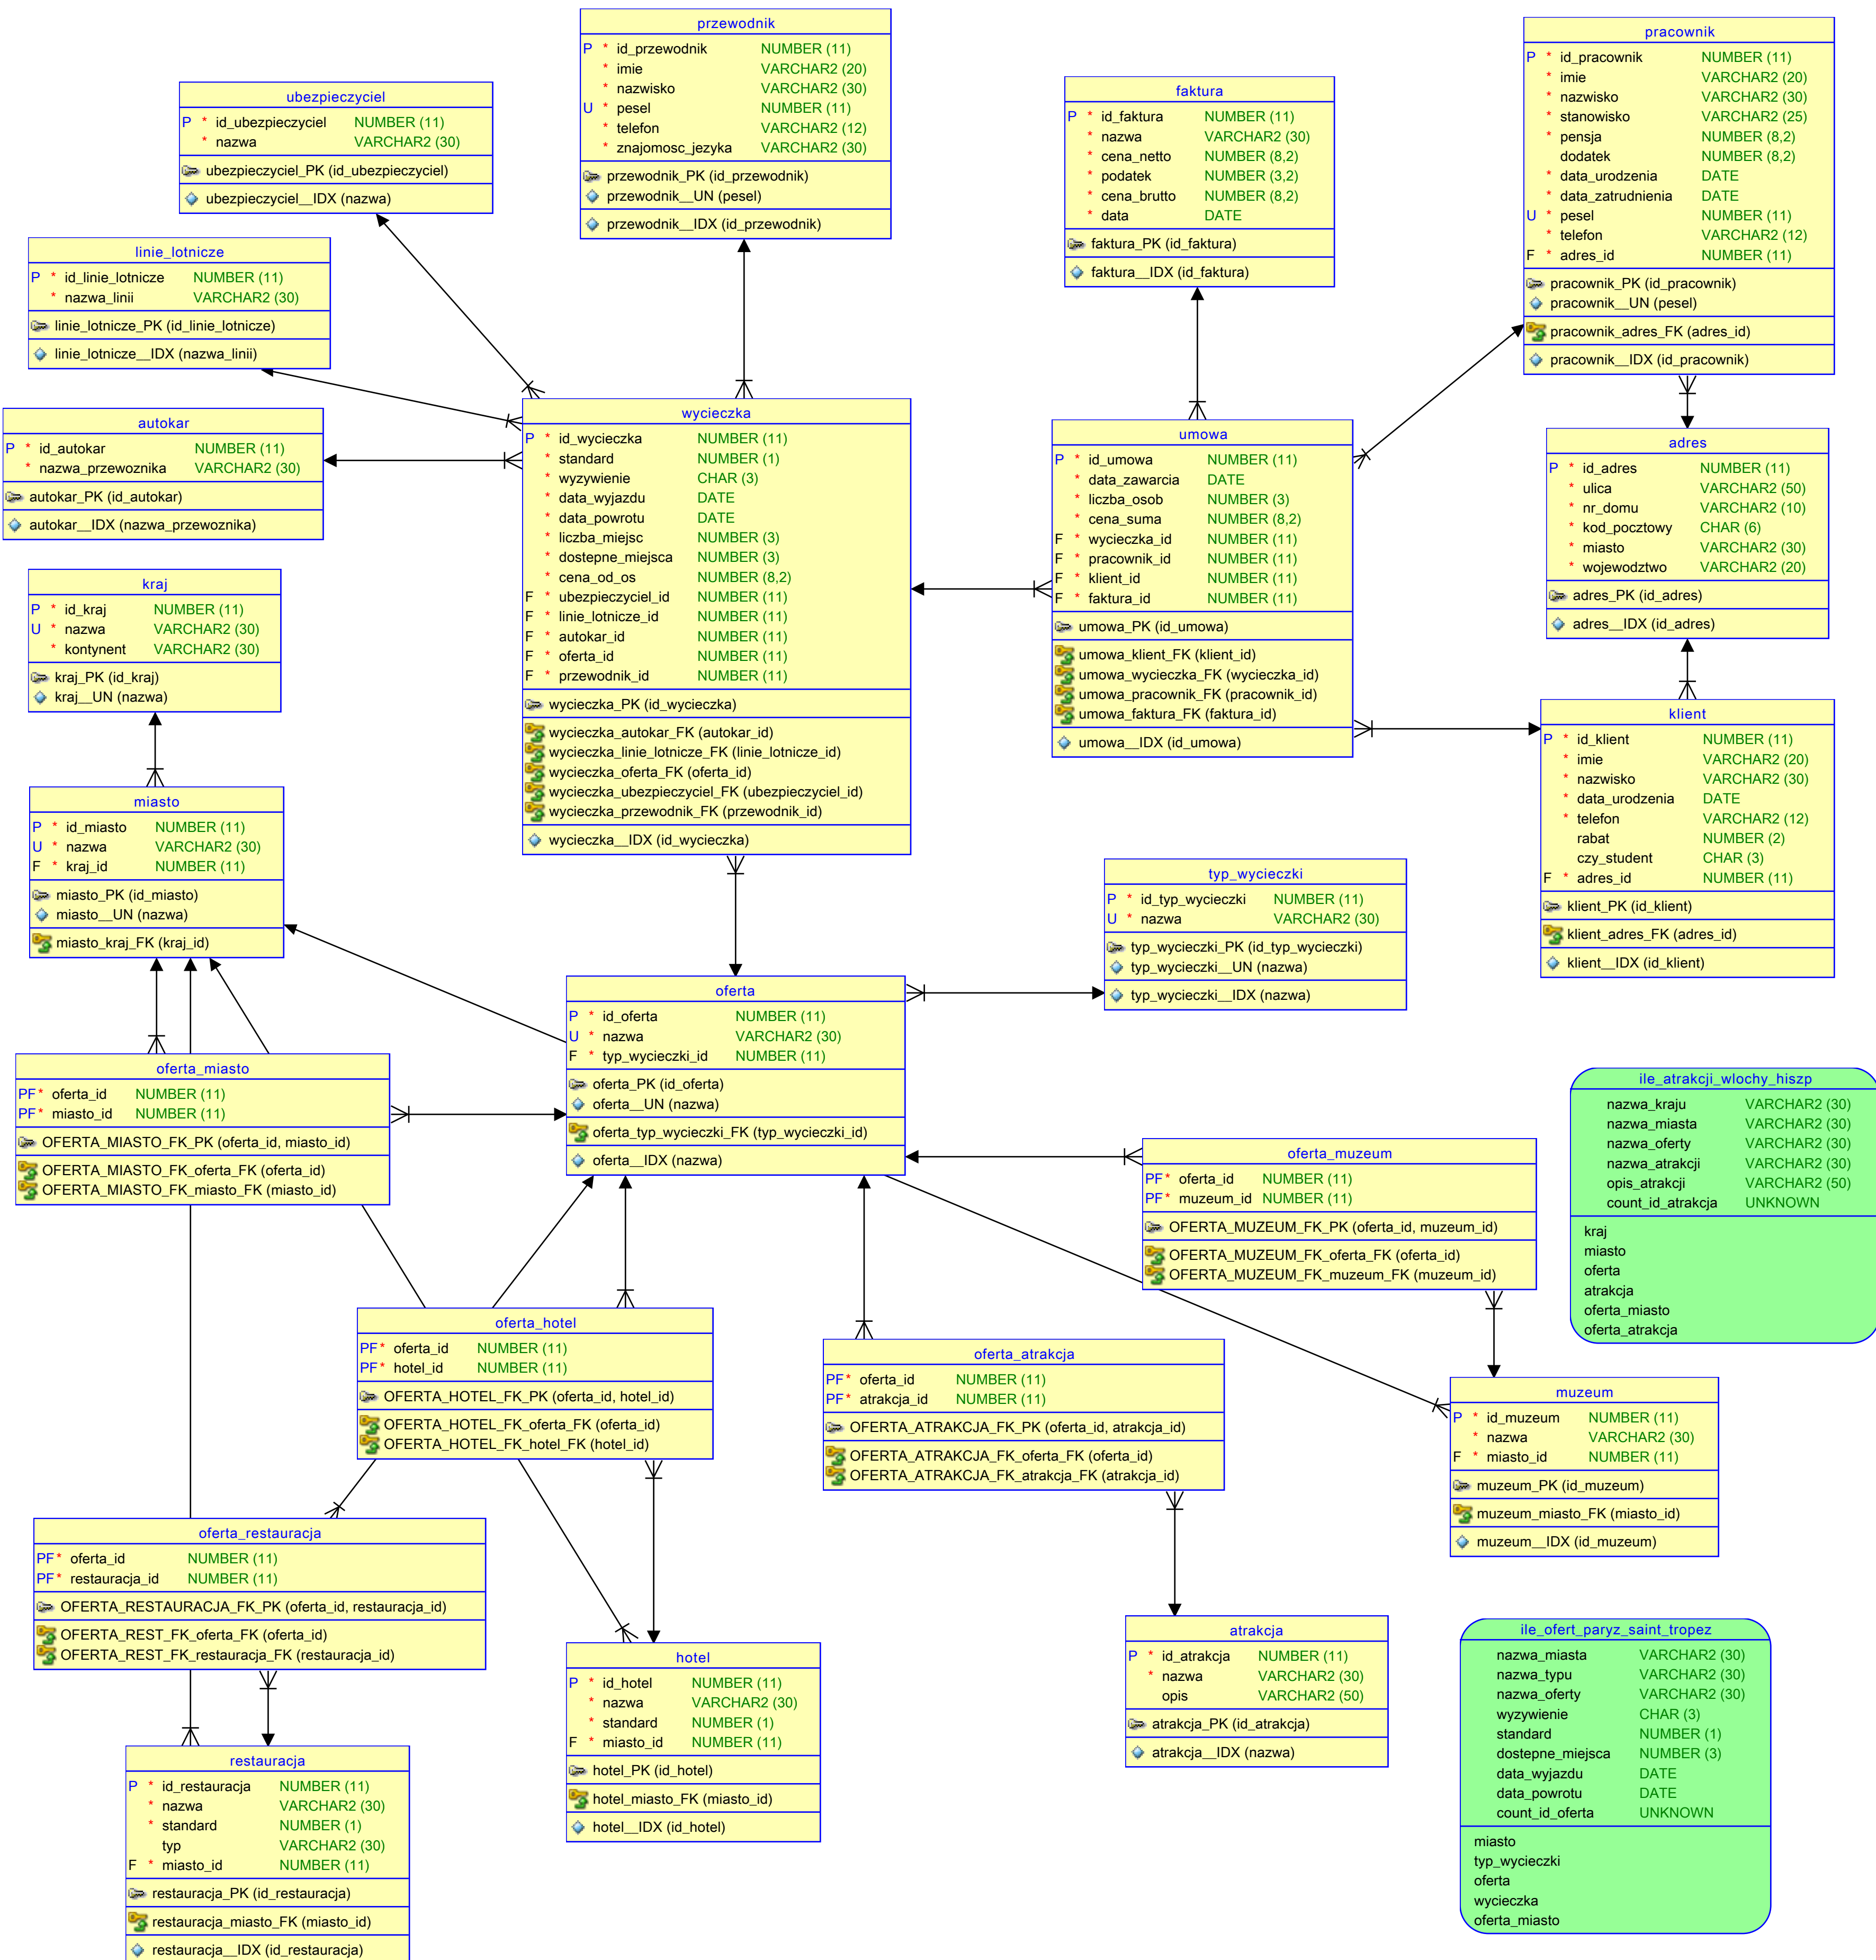 przewodnik
P * id_przewodnik NUMBER (11)
* imie VARCHAR2 (20)
* nazwisko VARCHAR2 (30)
U * pesel NUMBER (11)
* telefon VARCHAR2 (12)
* znajomosc_jezyka VARCHAR2 (30)
przewodnik_PK (id_przewodnik)
przewodnik__UN (pesel)
przewodnik__IDX (id_przewodnik)
pracownik
P * id_pracownik NUMBER (11)
* imie VARCHAR2 (20)
* nazwisko VARCHAR2 (30)
* stanowisko VARCHAR2 (25)
* pensja NUMBER (8,2)
dodatek NUMBER (8,2)
* data_urodzenia DATE
* data_zatrudnienia DATE
U * pesel NUMBER (11)
* telefon VARCHAR2 (12)
F * adres_id NUMBER (11)
pracownik_PK (id_pracownik)
pracownik__UN (pesel)
pracownik_adres_FK (adres_id)
pracownik__IDX (id_pracownik)
ubezpieczyciel
P * id_ubezpieczyciel NUMBER (11)
* nazwa VARCHAR2 (30)
ubezpieczyciel_PK (id_ubezpieczyciel)
ubezpieczyciel__IDX (nazwa)
faktura
P * id_faktura NUMBER (11)
* nazwa VARCHAR2 (30)
* cena_netto NUMBER (8,2)
* podatek NUMBER (3,2)
* cena_brutto NUMBER (8,2)
* data DATE
faktura_PK (id_faktura)
faktura__IDX (id_faktura)
linie_lotnicze
P * id_linie_lotnicze NUMBER (11)
* nazwa_linii VARCHAR2 (30)
linie_lotnicze_PK (id_linie_lotnicze)
linie_lotnicze__IDX (nazwa_linii)
autokar
P * id_autokar NUMBER (11)
* nazwa_przewoznika VARCHAR2 (30)
autokar_PK (id_autokar)
autokar__IDX (nazwa_przewoznika)
wycieczka
P * id_wycieczka NUMBER (11)
* standard NUMBER (1)
* wyzywienie CHAR (3)
* data_wyjazdu DATE
* data_powrotu DATE
* liczba_miejsc NUMBER (3)
* dostepne_miejsca NUMBER (3)
* cena_od_os NUMBER (8,2)
F * ubezpieczyciel_id NUMBER (11)
F * linie_lotnicze_id NUMBER (11)
F * autokar_id NUMBER (11)
F * oferta_id NUMBER (11)
F * przewodnik_id NUMBER (11)
wycieczka_PK (id_wycieczka)
wycieczka_autokar_FK (autokar_id)
wycieczka_linie_lotnicze_FK (linie_lotnicze_id)
wycieczka_oferta_FK (oferta_id)
wycieczka_ubezpieczyciel_FK (ubezpieczyciel_id)
wycieczka_przewodnik_FK (przewodnik_id)
wycieczka__IDX (id_wycieczka)
umowa
P * id_umowa NUMBER (11)
* data_zawarcia DATE
* liczba_osob NUMBER (3)
* cena_suma NUMBER (8,2)
F * wycieczka_id NUMBER (11)
F * pracownik_id NUMBER (11)
F * klient_id NUMBER (11)
F * faktura_id NUMBER (11)
umowa_PK (id_umowa)
umowa_klient_FK (klient_id)
umowa_wycieczka_FK (wycieczka_id)
umowa_pracownik_FK (pracownik_id)
umowa_faktura_FK (faktura_id)
umowa__IDX (id_umowa)
adres
P * id_adres NUMBER (11)
* ulica VARCHAR2 (50)
* nr_domu VARCHAR2 (10)
* kod_pocztowy CHAR (6)
* miasto VARCHAR2 (30)
* wojewodztwo VARCHAR2 (20)
adres_PK (id_adres)
adres__IDX (id_adres)
kraj
P * id_kraj NUMBER (11)
U * nazwa VARCHAR2 (30)
* kontynent VARCHAR2 (30)
kraj_PK (id_kraj)
kraj__UN (nazwa)
klient
P * id_klient NUMBER (11)
* imie VARCHAR2 (20)
* nazwisko VARCHAR2 (30)
* data_urodzenia DATE
* telefon VARCHAR2 (12)
rabat NUMBER (2)
czy_student CHAR (3)
F * adres_id NUMBER (11)
klient_PK (id_klient)
klient_adres_FK (adres_id)
klient__IDX (id_klient)
miasto
P * id_miasto NUMBER (11)
U * nazwa VARCHAR2 (30)
F * kraj_id NUMBER (11)
miasto_PK (id_miasto)
miasto__UN (nazwa)
miasto_kraj_FK (kraj_id)
typ_wycieczki
P * id_typ_wycieczki NUMBER (11)
U * nazwa VARCHAR2 (30)
typ_wycieczki_PK (id_typ_wycieczki)
typ_wycieczki__UN (nazwa)
typ_wycieczki__IDX (nazwa)
oferta
P * id_oferta NUMBER (11)
U * nazwa VARCHAR2 (30)
F * typ_wycieczki_id NUMBER (11)
oferta_PK (id_oferta)
oferta__UN (nazwa)
oferta_typ_wycieczki_FK (typ_wycieczki_id)
oferta__IDX (nazwa)
oferta_miasto
PF* oferta_id NUMBER (11)
PF* miasto_id NUMBER (11)
OFERTA_MIASTO_FK_PK (oferta_id, miasto_id)
OFERTA_MIASTO_FK_oferta_FK (oferta_id)
OFERTA_MIASTO_FK_miasto_FK (miasto_id)
ile_atrakcji_wlochy_hiszp
nazwa_kraju VARCHAR2 (30)
nazwa_miasta VARCHAR2 (30)
nazwa_oferty VARCHAR2 (30)
nazwa_atrakcji VARCHAR2 (30)
opis_atrakcji VARCHAR2 (50)
count_id_atrakcja UNKNOWN
kraj
miasto
oferta
atrakcja
oferta_miasto
oferta_atrakcja
oferta_muzeum
PF* oferta_id NUMBER (11)
PF* muzeum_id NUMBER (11)
OFERTA_MUZEUM_FK_PK (oferta_id, muzeum_id)
OFERTA_MUZEUM_FK_oferta_FK (oferta_id)
OFERTA_MUZEUM_FK_muzeum_FK (muzeum_id)
oferta_hotel
PF* oferta_id NUMBER (11)
PF* hotel_id NUMBER (11)
OFERTA_HOTEL_FK_PK (oferta_id, hotel_id)
OFERTA_HOTEL_FK_oferta_FK (oferta_id)
OFERTA_HOTEL_FK_hotel_FK (hotel_id)
oferta_atrakcja
PF* oferta_id NUMBER (11)
PF* atrakcja_id NUMBER (11)
OFERTA_ATRAKCJA_FK_PK (oferta_id, atrakcja_id)
OFERTA_ATRAKCJA_FK_oferta_FK (oferta_id)
OFERTA_ATRAKCJA_FK_atrakcja_FK (atrakcja_id)
muzeum
P * id_muzeum NUMBER (11)
* nazwa VARCHAR2 (30)
F * miasto_id NUMBER (11)
muzeum_PK (id_muzeum)
muzeum_miasto_FK (miasto_id)
muzeum__IDX (id_muzeum)
oferta_restauracja
PF* oferta_id NUMBER (11)
PF* restauracja_id NUMBER (11)
OFERTA_RESTAURACJA_FK_PK (oferta_id, restauracja_id)
OFERTA_REST_FK_oferta_FK (oferta_id)
OFERTA_REST_FK_restauracja_FK (restauracja_id)
hotel
P * id_hotel NUMBER (11)
* nazwa VARCHAR2 (30)
* standard NUMBER (1)
F * miasto_id NUMBER (11)
hotel_PK (id_hotel)
hotel_miasto_FK (miasto_id)
hotel__IDX (id_hotel)
atrakcja
P * id_atrakcja NUMBER (11)
* nazwa VARCHAR2 (30)
opis VARCHAR2 (50)
atrakcja_PK (id_atrakcja)
atrakcja__IDX (nazwa)
ile_ofert_paryz_saint_tropez
nazwa_miasta VARCHAR2 (30)
nazwa_typu VARCHAR2 (30)
nazwa_oferty VARCHAR2 (30)
wyzywienie CHAR (3)
standard NUMBER (1)
dostepne_miejsca NUMBER (3)
data_wyjazdu DATE
data_powrotu DATE
count_id_oferta UNKNOWN
miasto
typ_wycieczki
oferta
wycieczka
oferta_miasto
restauracja
P * id_restauracja NUMBER (11)
* nazwa VARCHAR2 (30)
* standard NUMBER (1)
typ VARCHAR2 (30)
F * miasto_id NUMBER (11)
restauracja_PK (id_restauracja)
restauracja_miasto_FK (miasto_id)
restauracja__IDX (id_restauracja)